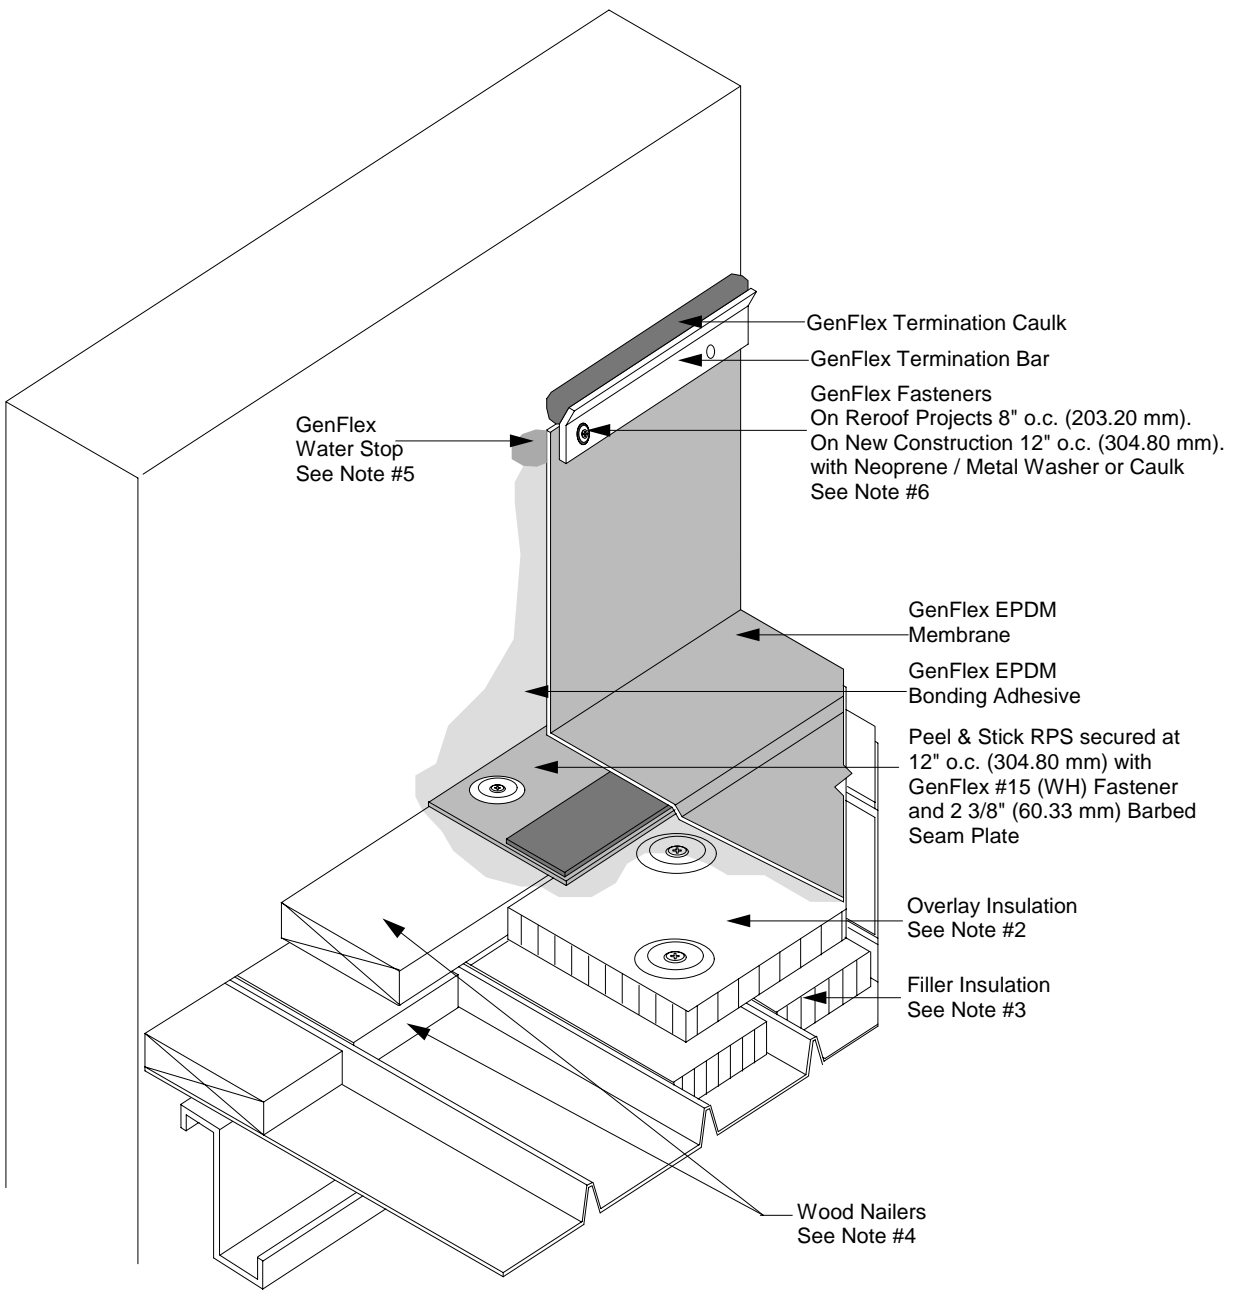 GenFlex Termination Caulk
GenFlex Termination Bar
GenFlex Fasteners
On Reroof Projects 8" o.c. (203.20 mm).
On New Construction 12" o.c. (304.80 mm).
with Neoprene / Metal Washer or Caulk
See Note #6
GenFlex
Water Stop
See Note #5
GenFlex EPDM
Membrane
GenFlex EPDM
Bonding Adhesive
Peel & Stick RPS secured at
12" o.c. (304.80 mm) with
GenFlex #15 (WH) Fastener
and 2 3/8" (60.33 mm) Barbed
Seam Plate
Overlay Insulation
See Note #2
Filler Insulation
See Note #3
Wood Nailers
See Note #4